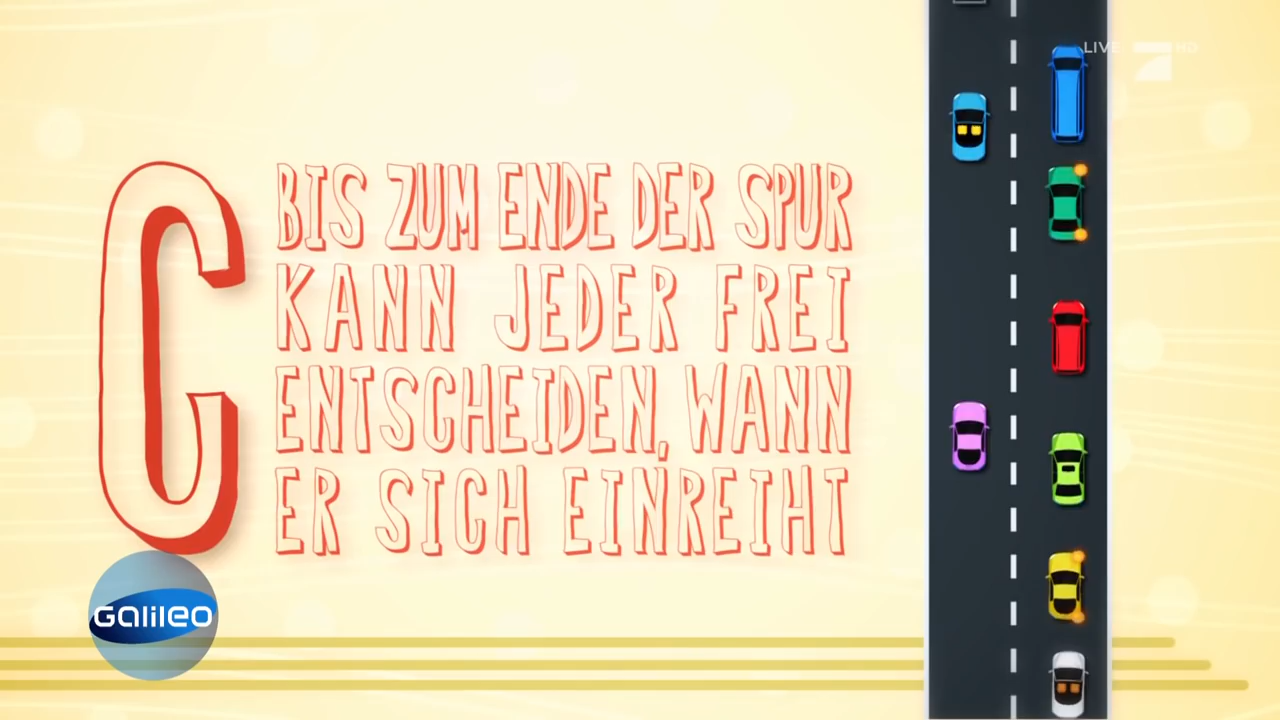 LIVE HD
C
BIS ZUM ENDE DER SPUR
KANN JEDER FREI
ENTSCHEIDEN, WANN
ER SICH EINREIHT
Galileo